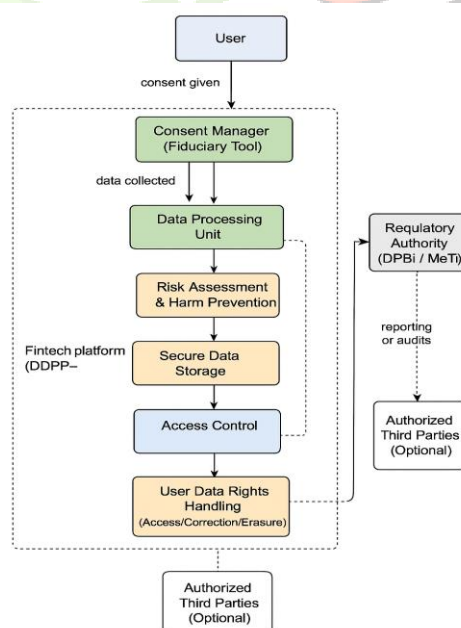 User
consent given
Consent Manager
(Fiduciary Tool)
data collected
Data Processing
Unit
Requlatory
Authority
(DPBi / MeTi)
Risk Assessment
& Harm Prevention
reporting
or audits
Fintech platform
(DDPP–
Secure Data
Storage
Access Control
Authorized
Third Parties
(Optional)
User Data Rights
Handling
(Access/Correction/Erasure)
Authorized
Third Parties
(Optional)